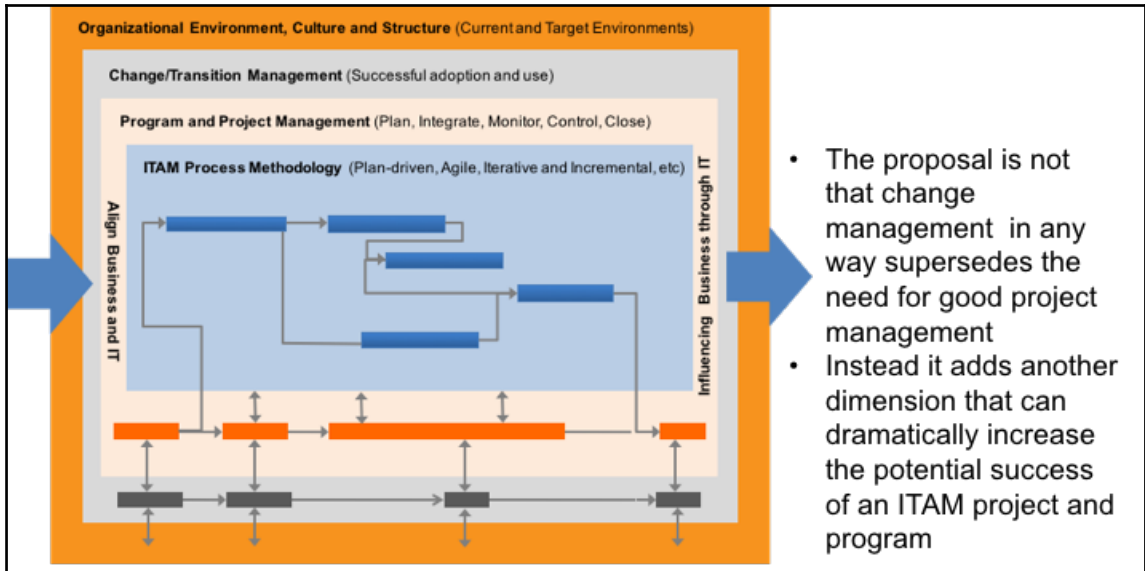 Organizational Environment, Culture and Structure (Current and Target Environments)
Change/Transition Management (Successful adoption and use)
Program and Project Management (Plan, Integrate, Monitor, Control, Close)
ITAM Process Methodology (Plan-driven, Agile, Iterative and Incremental, etc)
Align Business and IT
Influencing Business through IT
• The proposal is not
that change
management in any
way supersedes the
need for good project
management
• Instead it adds another
dimension that can
dramatically increase
the potential success
of an ITAM project and
program